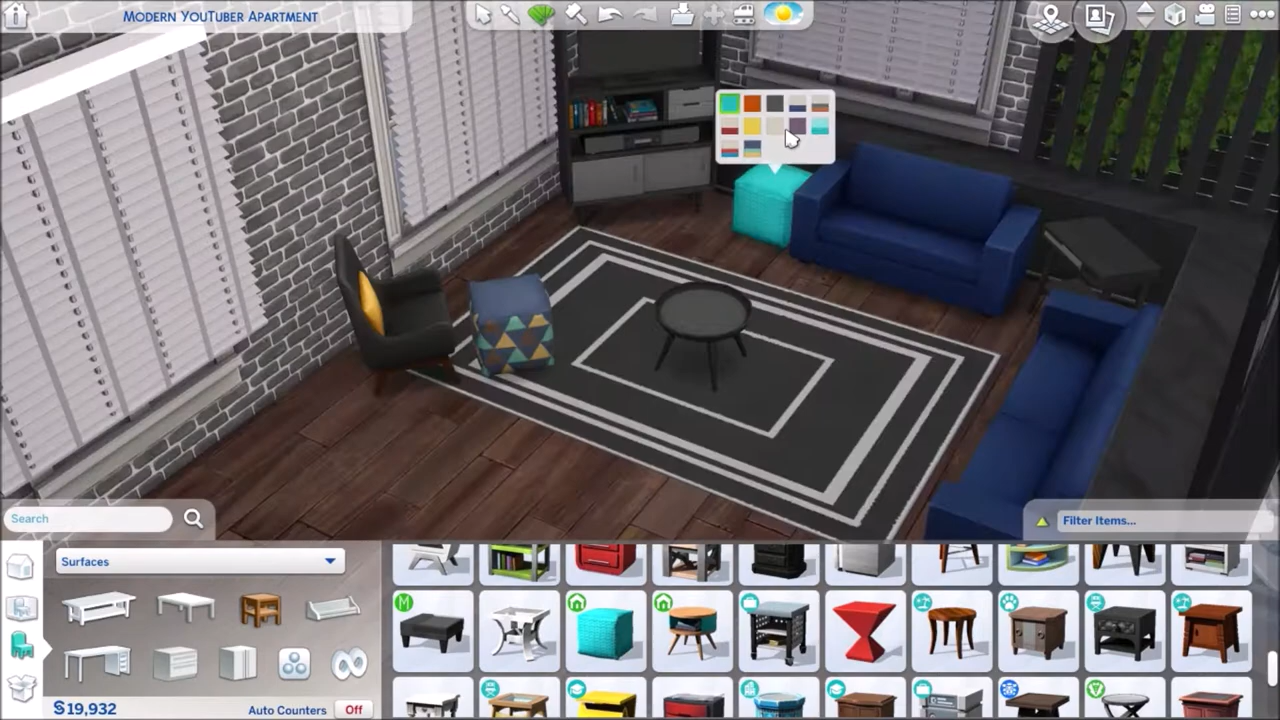 MODERN YOUTUBER APARTMENT
Search
Filter Items...
Surfaces
M
§19,932
Auto Counters
Off